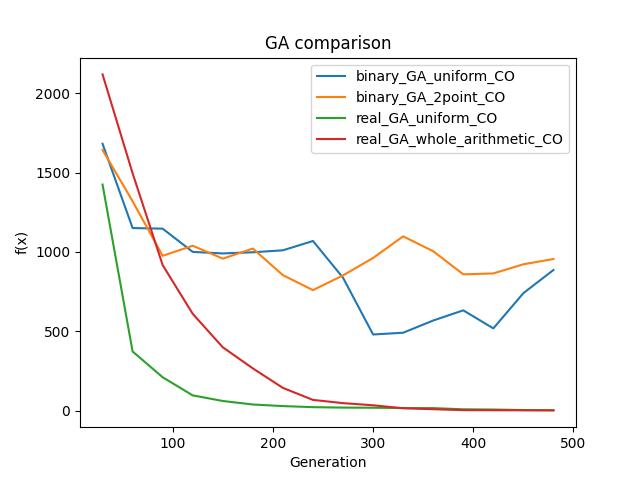 GA comparison
binary_GA_uniform_CO
binary_GA_2point_CO
real_GA_uniform_CO
real_GA_whole_arithmetic_CO
f(x)
2000
1500
1000
500
0
100 200 300 400 500
Generation